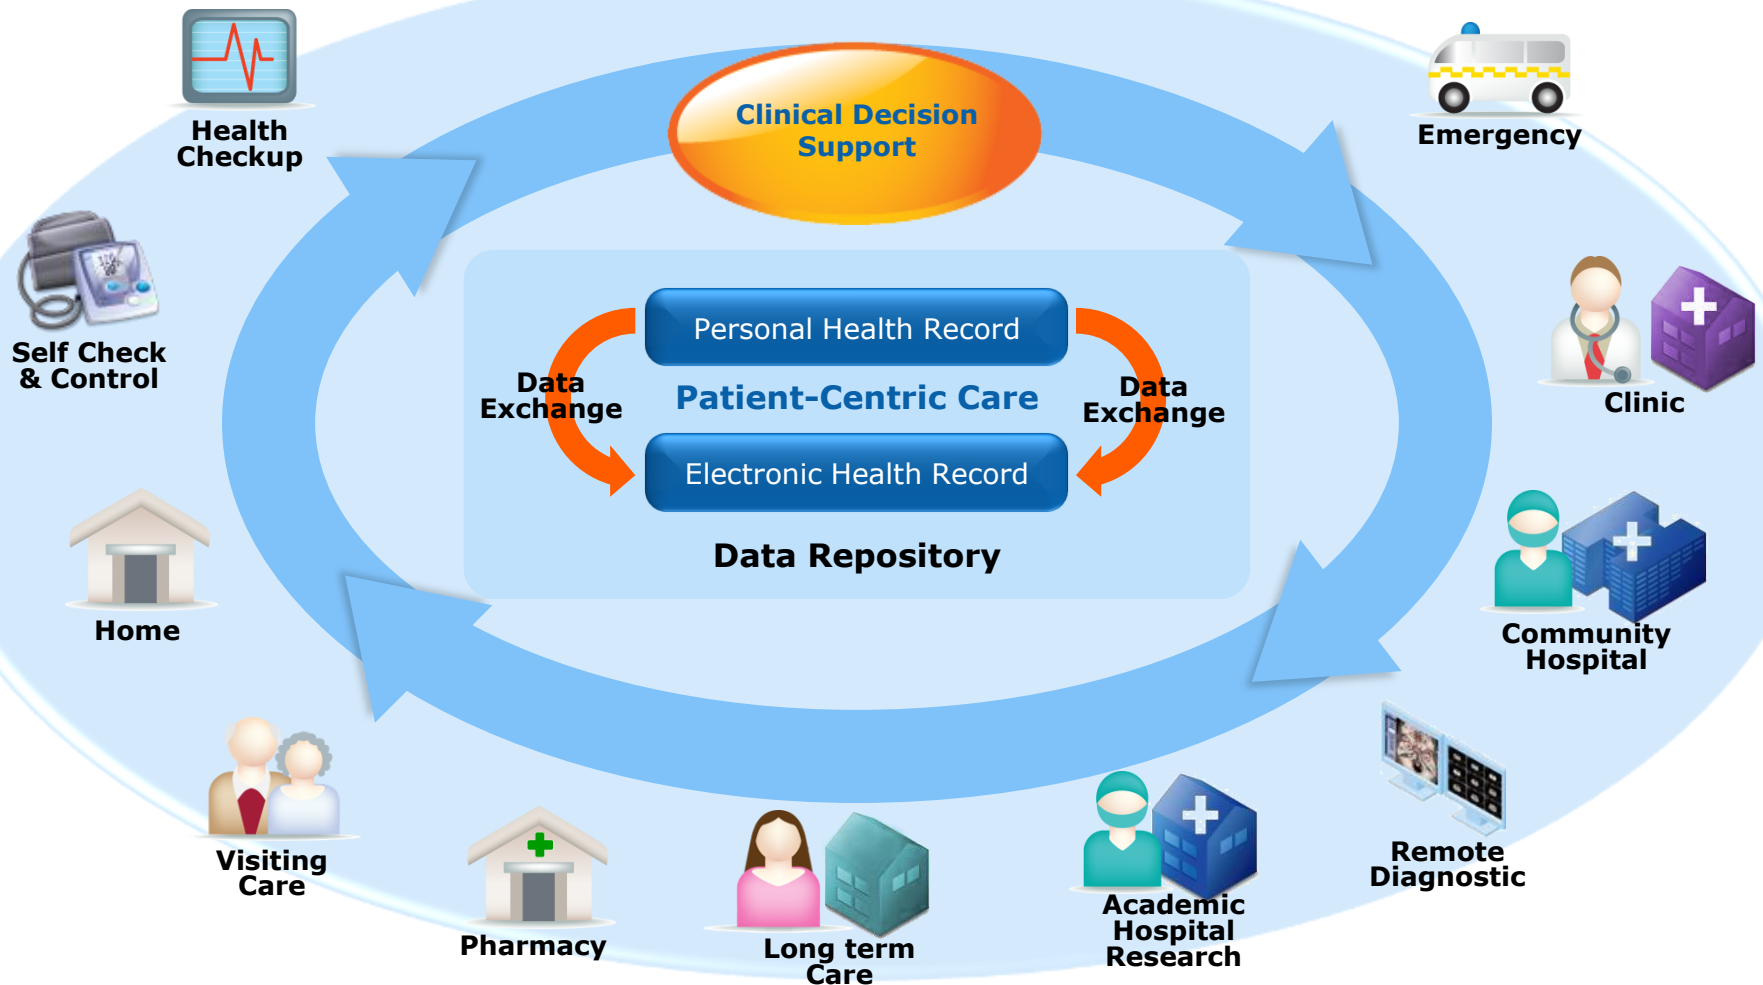 Clinical Decision
Support
Health
Checkup
Emergency
Self Check
& Control
Personal Health Record
Data
Exchange
Patient-Centric Care
Data
Exchange
Clinic
Electronic Health Record
Data Repository
Home
Community
Hospital
Visiting
Care
Remote
Diagnostic
Pharmacy
Long term
Care
Academic
Hospital
Research